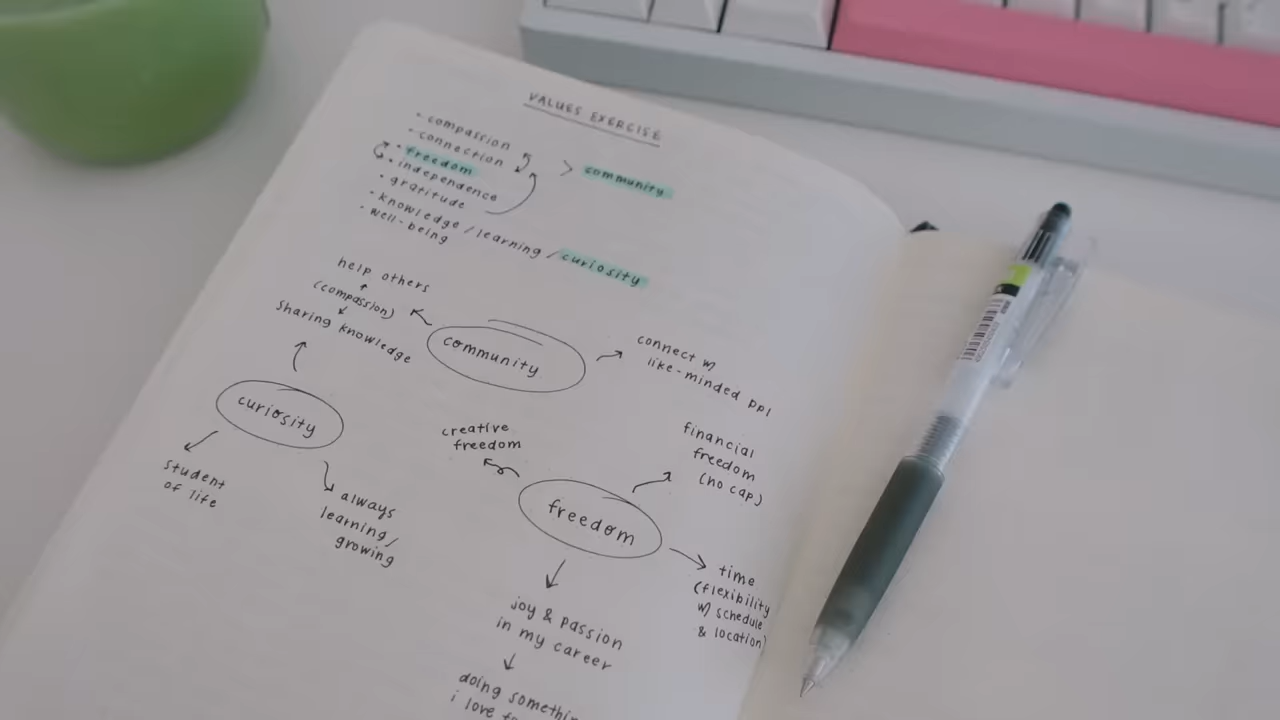 VALUES EXERCISE
• compassion
• connection
• freedom
• independence
• gratitude
• knowledge / learning / curiosity
• well-being
> community
help others
(compassion)
sharing knowledge
community
connect w/
like-minded ppl
curiosity
student
of life
always
learning/
growing
creative
freedom
financial
freedom
(no cap)
freedom
time
(flexibility
w/ schedule
& location)
joy & passion
in my career
doing
i love